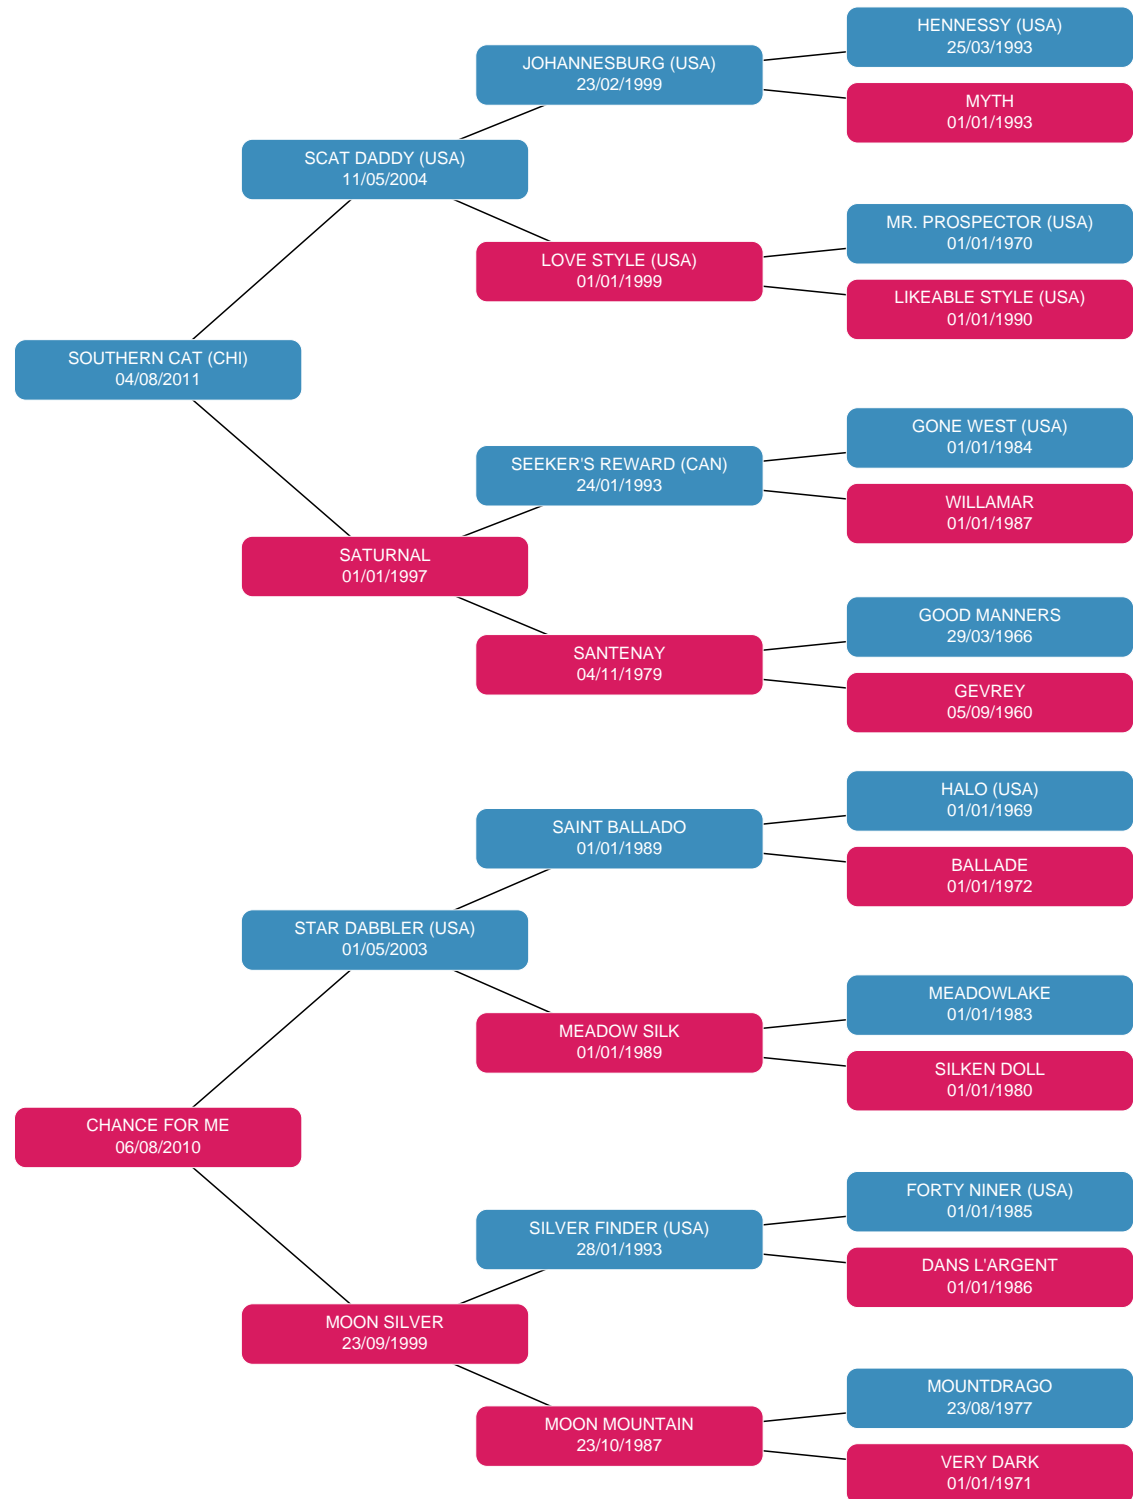 HENNESSY (USA)
25/03/1993
JOHANNESBURG (USA)
23/02/1999
MYTH
01/01/1993
SCAT DADDY (USA)
11/05/2004
MR. PROSPECTOR (USA)
01/01/1970
LOVE STYLE (USA)
01/01/1999
LIKEABLE STYLE (USA)
01/01/1990
SOUTHERN CAT (CHI)
04/08/2011
GONE WEST (USA)
01/01/1984
SEEKER'S REWARD (CAN)
24/01/1993
WILLAMAR
01/01/1987
SATURNAL
01/01/1997
GOOD MANNERS
29/03/1966
SANTENAY
04/11/1979
GEVREY
05/09/1960
HALO (USA)
01/01/1969
SAINT BALLADO
01/01/1989
BALLADE
01/01/1972
STAR DABBLER (USA)
01/05/2003
MEADOWLAKE
01/01/1983
MEADOW SILK
01/01/1989
SILKEN DOLL
01/01/1980
CHANCE FOR ME
06/08/2010
FORTY NINER (USA)
01/01/1985
SILVER FINDER (USA)
28/01/1993
DANS L'ARGENT
01/01/1986
MOON SILVER
23/09/1999
MOUNTDRAGO
23/08/1977
MOON MOUNTAIN
23/10/1987
VERY DARK
01/01/1971